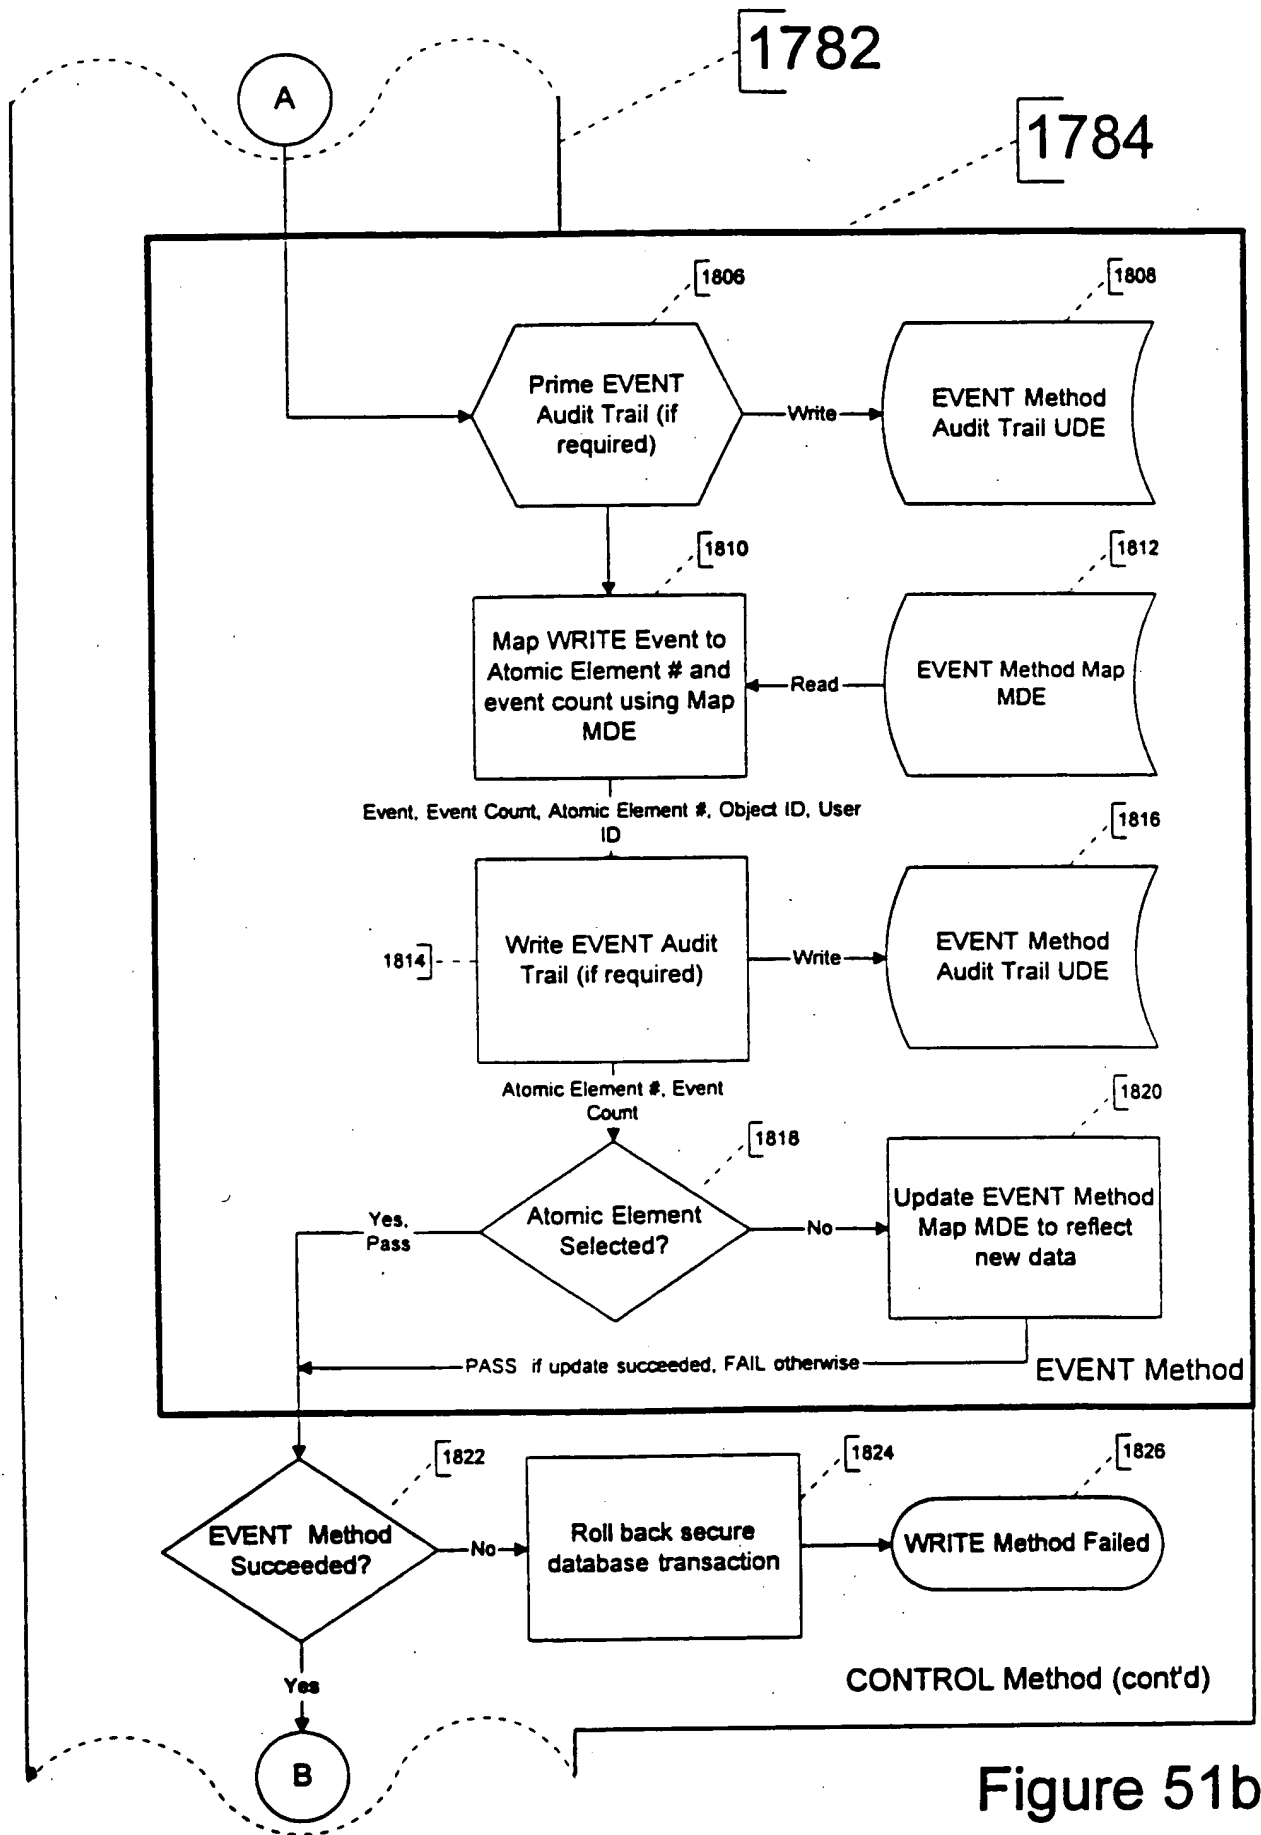 1782
A
1784
1806
1808
Prime EVENT
Audit Trail (if
required)
Write
EVENT Method
Audit Trail UDE
1810
1812
Map WRITE Event to
Atomic Element # and
event count using Map
MDE
Read
EVENT Method Map
MDE
Event, Event Count, Atomic Element #, Object ID, User
ID
1816
1814
Write EVENT Audit
Trail (if required)
Write
EVENT Method
Audit Trail UDE
Atomic Element #, Event
Count
1818
1820
Yes,
Pass
Atomic Element
Selected?
No
Update EVENT Method
Map MDE to reflect
new data
PASS if update succeeded, FAIL otherwise
EVENT Method
1822
1824
1826
EVENT Method
Succeeded?
No
Roll back secure
database transaction
WRITE Method Failed
Yes
CONTROL Method (cont'd)
B
Figure 51b